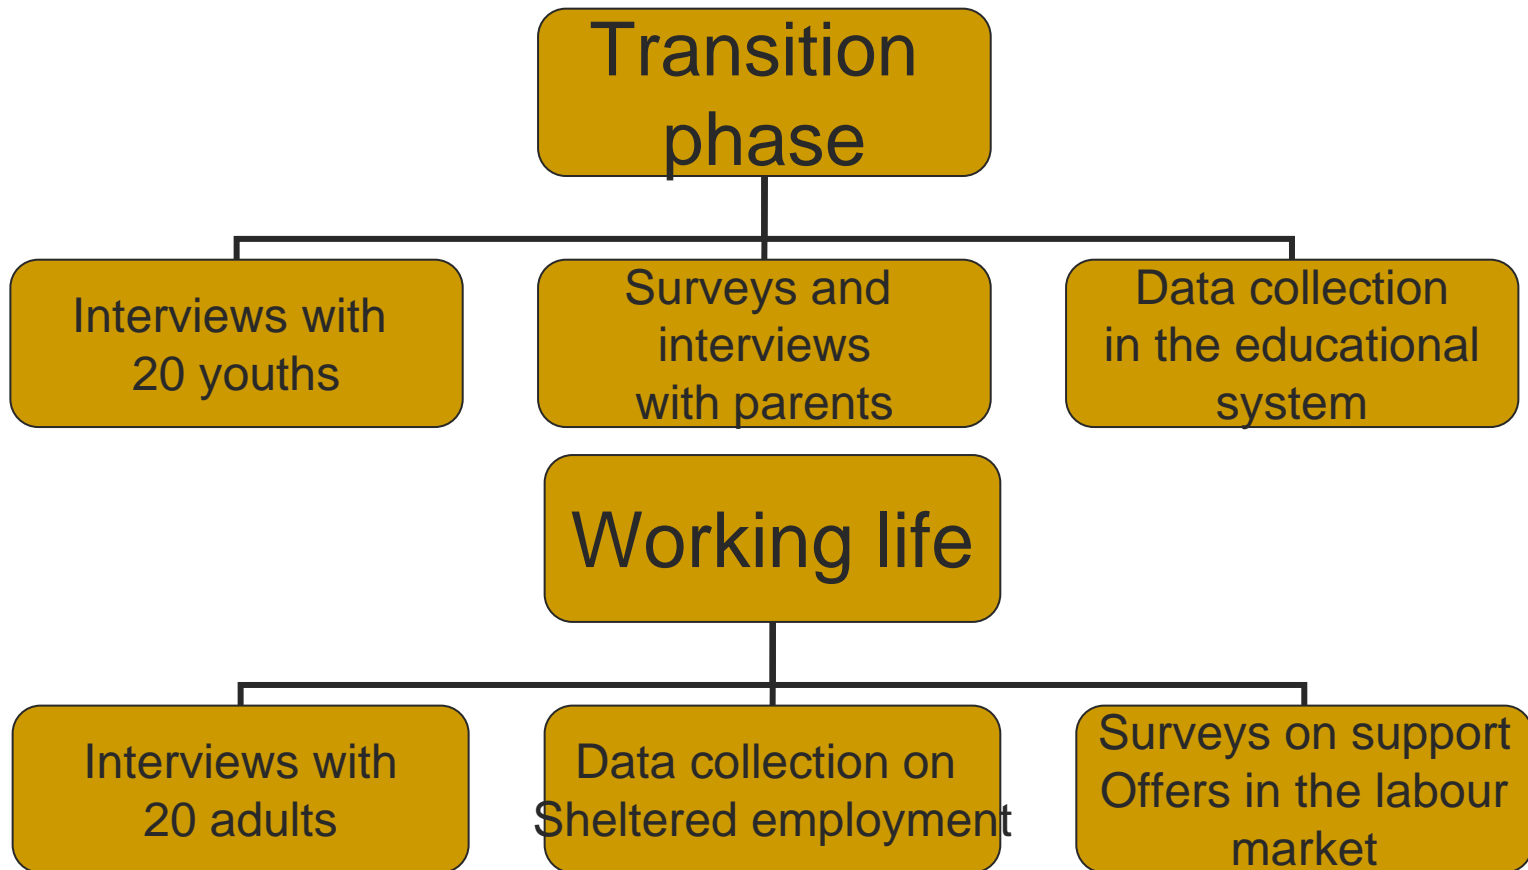 Transition
phase
Interviews with
20 youths
Surveys and
interviews
with parents
Data collection
in the educational
system
Working life
Interviews with
20 adults
Data collection on
Sheltered employment
Surveys on support
Offers in the labour
market